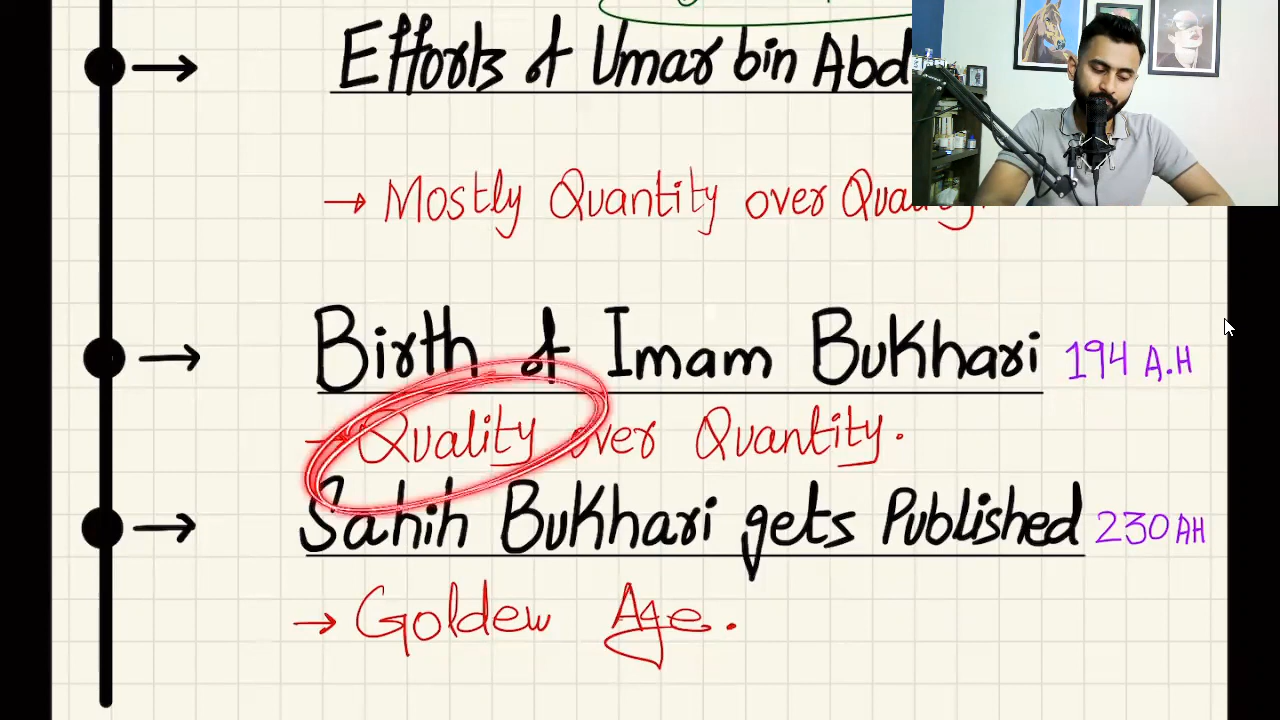 Efforts of Umar bin Abd
→ Mostly Quantity over Quality.
Birth of Imam Bukhari 194 A.H
→ Quality over Quantity.
Sahih Bukhari gets Published 230 AH
→ Golden Age.